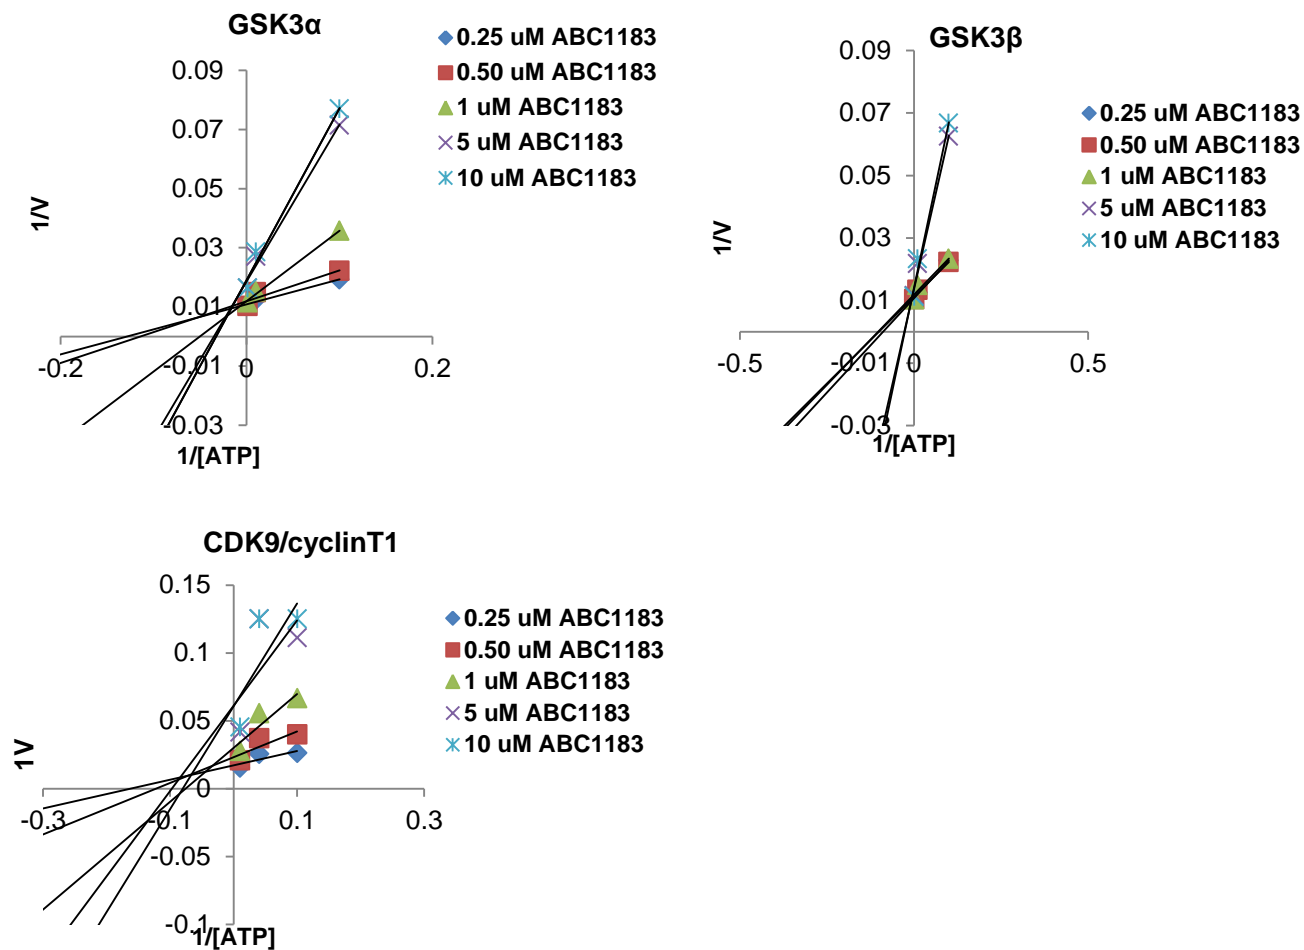 GSK3α
0.25 uM ABC1183
0.50 uM ABC1183
1 uM ABC1183
5 uM ABC1183
10 uM ABC1183
0.09
0.07
0.05
0.03
0.01
-0.01
-0.03
-0.2
0
0.2
1/V
1/[ATP]
GSK3β
0.25 uM ABC1183
0.50 uM ABC1183
1 uM ABC1183
5 uM ABC1183
10 uM ABC1183
0.09
0.07
0.05
0.03
0.01
-0.01
-0.03
-0.5
0
0.5
1/V
1/[ATP]
CDK9/cyclinT1
0.25 uM ABC1183
0.50 uM ABC1183
1 uM ABC1183
5 uM ABC1183
10 uM ABC1183
0.15
0.1
0.05
0
-0.05
-0.1
-0.3
-0.1
0.1
0.3
1V
1/[ATP]